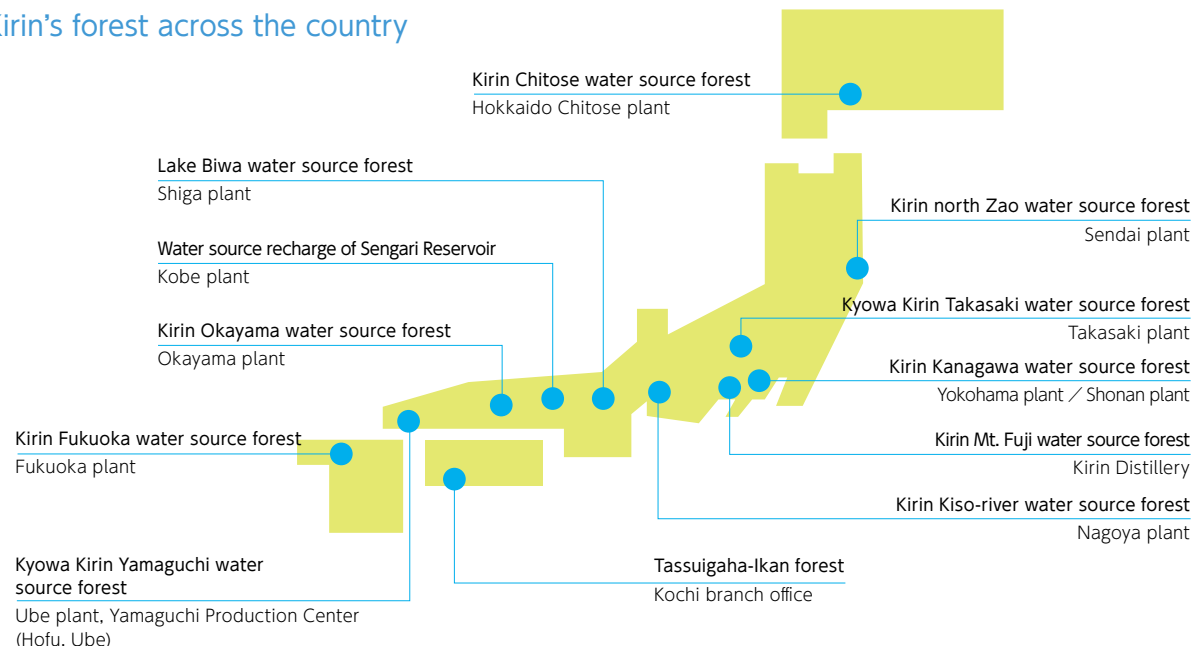 Kirin's forest across the country
Kirin Chitose water source forest
Hokkaido Chitose plant
Lake Biwa water source forest
Shiga plant
Water source recharge of Sengari Reservoir
Kobe plant
Kirin Okayama water source forest
Okayama plant
Kirin Fukuoka water source forest
Fukuoka plant
Kyowa Kirin Yamaguchi water
source forest
Ube plant, Yamaguchi Production Center
(Hofu, Ube)
Tassuigaha-Ikan forest
Kochi branch office
Kirin north Zao water source forest
Sendai plant
Kyowa Kirin Takasaki water source forest
Takasaki plant
Kirin Kanagawa water source forest
Yokohama plant ／ Shonan plant
Kirin Mt. Fuji water source forest
Kirin Distillery
Kirin Kiso-river water source forest
Nagoya plant